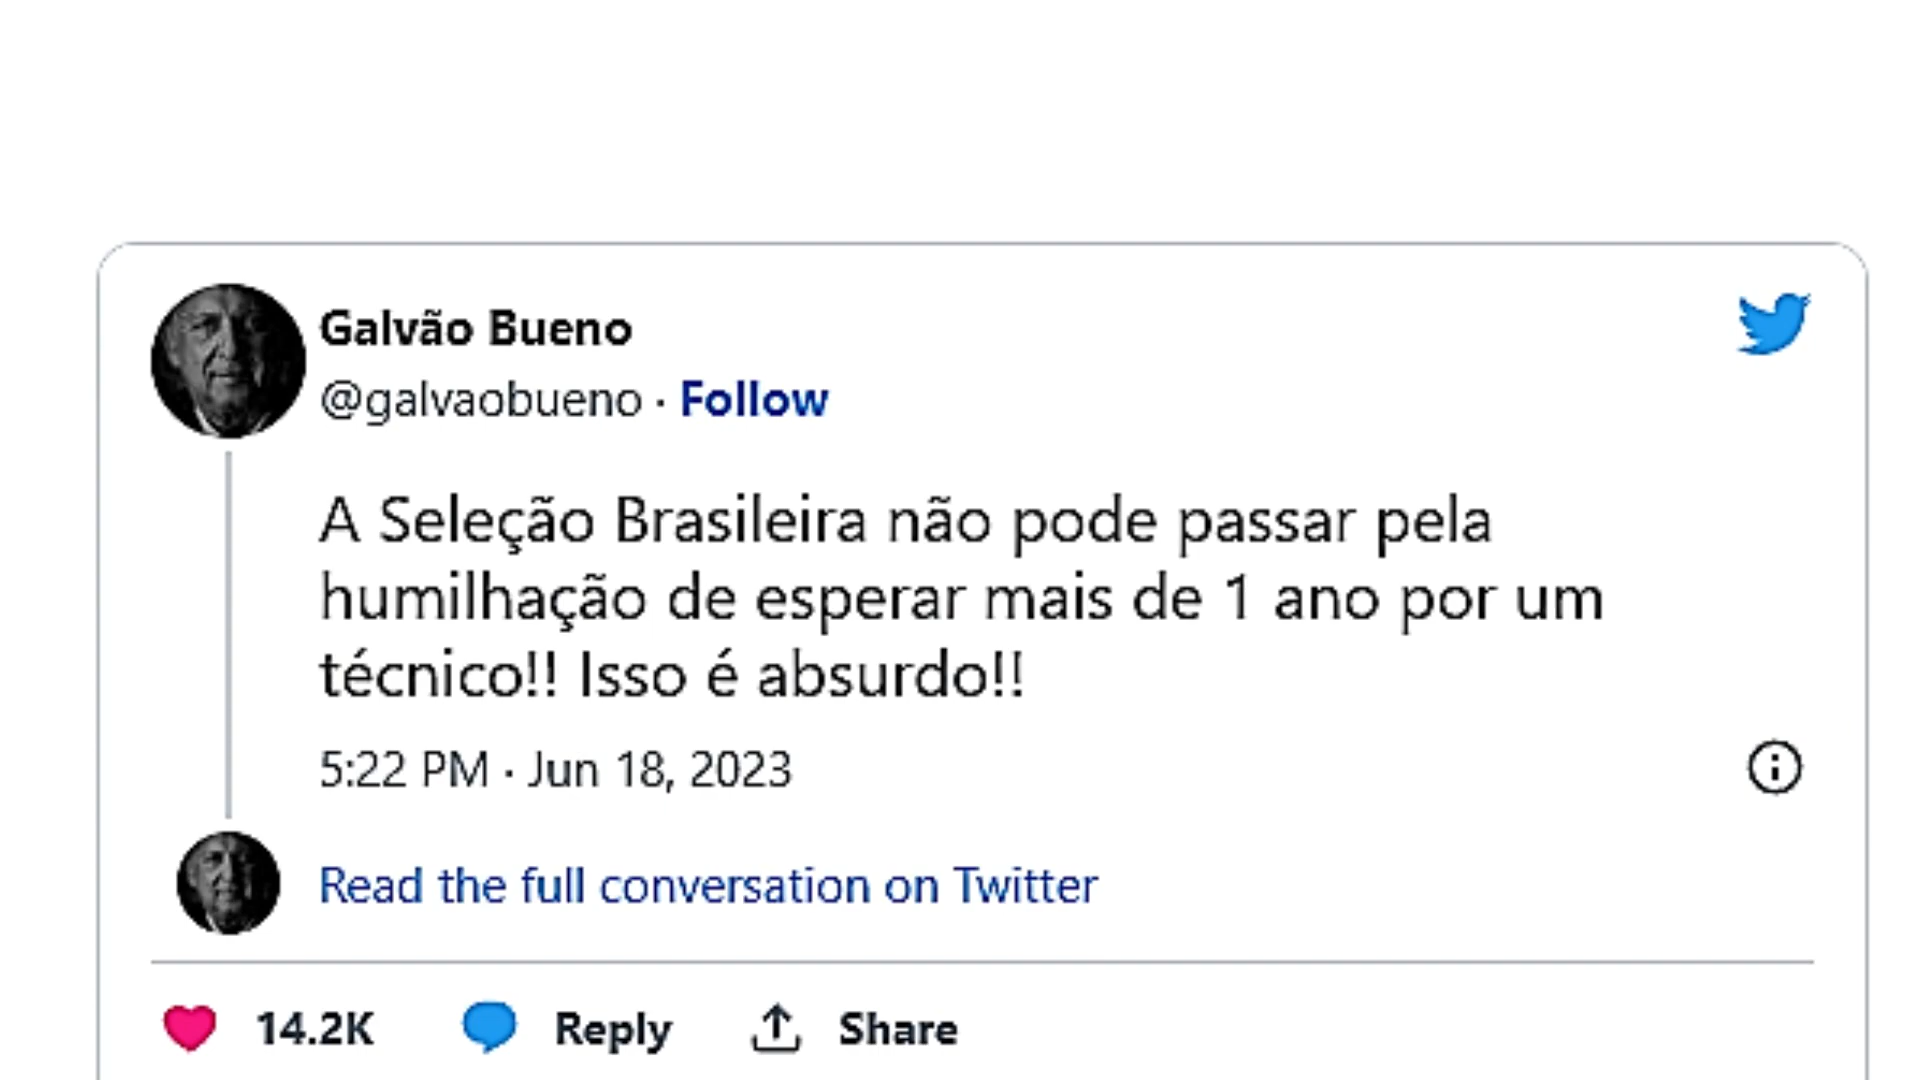 Galvão Bueno
@galvaobueno · Follow
A Seleção Brasileira não pode passar pela
humilhação de esperar mais de 1 ano por um
técnico!! Isso é absurdo!!
5:22 PM · Jun 18, 2023
Read the full conversation on Twitter
14.2K Reply Share